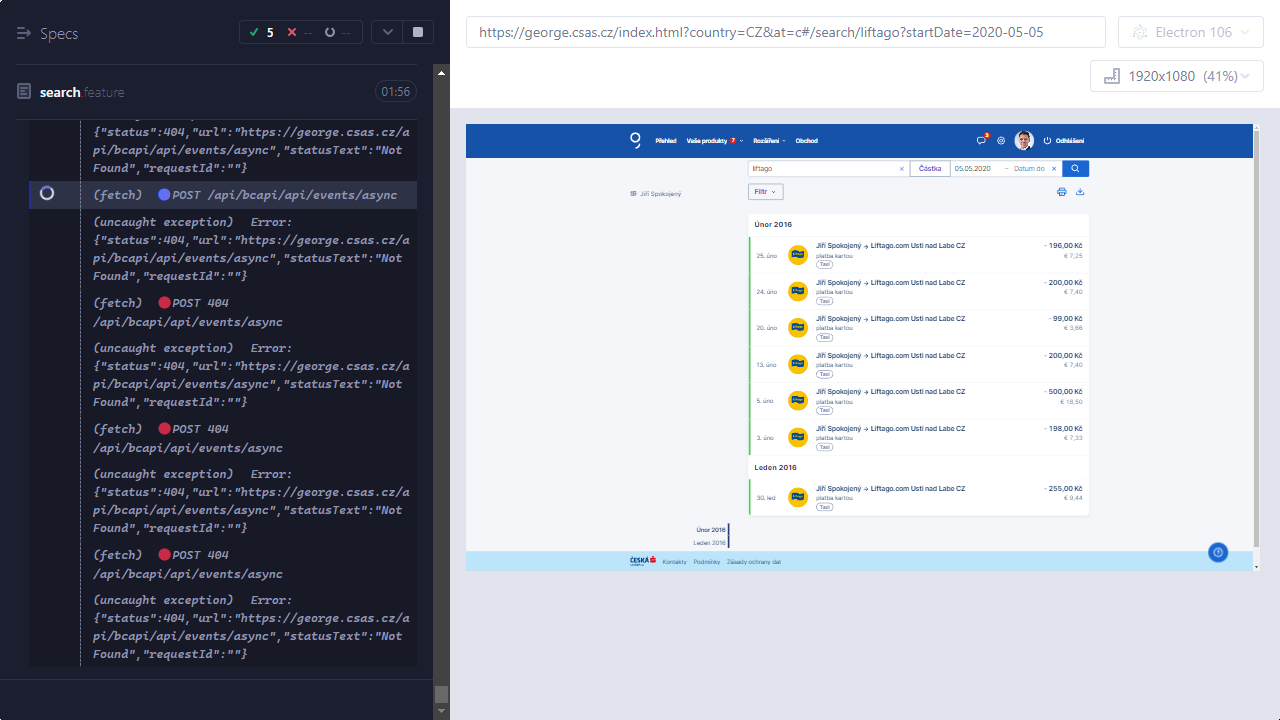 Specs
5
--
--
search.feature
01:56
{"status":404,"url":"https://george.csas.cz/a
pi/bcapi/api/events/async","statusText":"Not
Found","requestId":""}
(fetch) POST /api/bcapi/api/events/async
(uncaught exception) Error:
{"status":404,"url":"https://george.csas.cz/a
pi/bcapi/api/events/async","statusText":"Not
Found","requestId":""}
(fetch) POST 404
/api/bcapi/api/events/async
(uncaught exception) Error:
{"status":404,"url":"https://george.csas.cz/a
pi/bcapi/api/events/async","statusText":"Not
Found","requestId":""}
(fetch) POST 404
/api/bcapi/api/events/async
(uncaught exception) Error:
{"status":404,"url":"https://george.csas.cz/a
pi/bcapi/api/events/async","statusText":"Not
Found","requestId":""}
(fetch) POST 404
/api/bcapi/api/events/async
(uncaught exception) Error:
{"status":404,"url":"https://george.csas.cz/a
pi/bcapi/api/events/async","statusText":"Not
Found","requestId":""}
https://george.csas.cz/index.html?country=CZ&at=c#/search/liftago?startDate=2020-05-05
Electron 106
1920x1080 (41%)
Přehled Vaše produkty 7 Rozšíření Obchod
3
Odhlášení
liftago Částka 05.05.2020 – Datum do
Jiří Spokojený
Filtr
Únor 2016
Jiří Spokojený → Liftago.com Usti nad Labe CZ - 196,00 Kč
25. úno platba kartou € 7,25
Taxi
Jiří Spokojený → Liftago.com Usti nad Labe CZ - 200,00 Kč
24. úno platba kartou € 7,40
Taxi
Jiří Spokojený → Liftago.com Usti nad Labe CZ - 99,00 Kč
20. úno platba kartou € 3,66
Taxi
Jiří Spokojený → Liftago.com Usti nad Labe CZ - 200,00 Kč
13. úno platba kartou € 7,40
Taxi
Jiří Spokojený → Liftago.com Usti nad Labe CZ - 500,00 Kč
5. úno platba kartou € 18,50
Taxi
Jiří Spokojený → Liftago.com Usti nad Labe CZ - 198,00 Kč
3. úno platba kartou € 7,33
Taxi
Leden 2016
Jiří Spokojený → Liftago.com Usti nad Labe CZ - 255,00 Kč
30. led platba kartou € 9,44
Taxi
Únor 2016
Leden 2016
ČESKÁ
Kontakty Podmínky Zásady ochrany dat